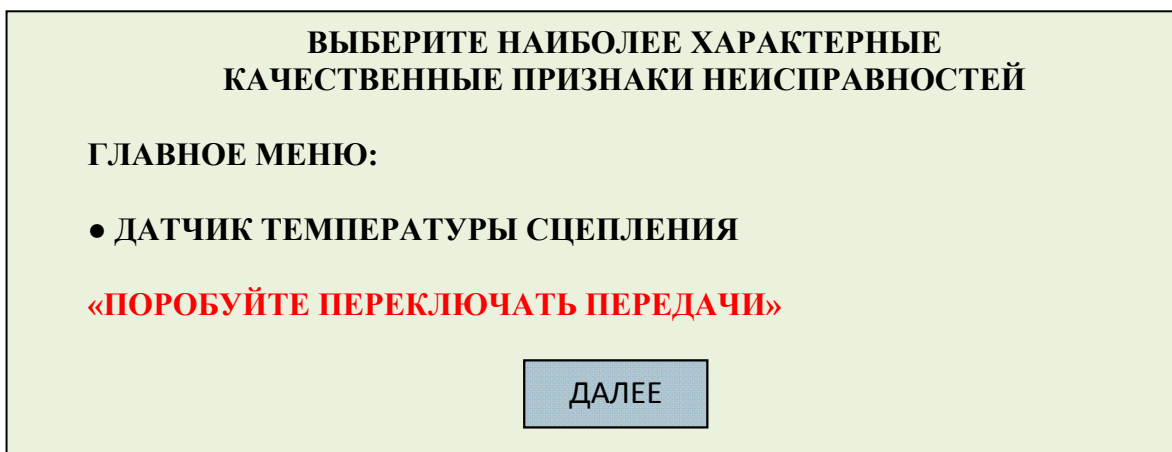 ВЫБЕРИТЕ НАИБОЛЕЕ ХАРАКТЕРНЫЕ
КАЧЕСТВЕННЫЕ ПРИЗНАКИ НЕИСПРАВНОСТЕЙ
ГЛАВНОЕ МЕНЮ:
● ДАТЧИК ТЕМПЕРАТУРЫ СЦЕПЛЕНИЯ
«ПОРОБУЙТЕ ПЕРЕКЛЮЧАТЬ ПЕРЕДАЧИ»
ДАЛЕЕ